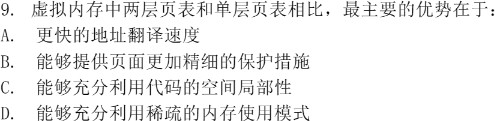 9. 虚拟内存中两层页表和单层页表相比，最主要的优势在于：
A. 更快的地址翻译速度
B. 能够提供页面更加精细的保护措施
C. 能够充分利用代码的空间局部性
D. 能够充分利用稀疏的内存使用模式